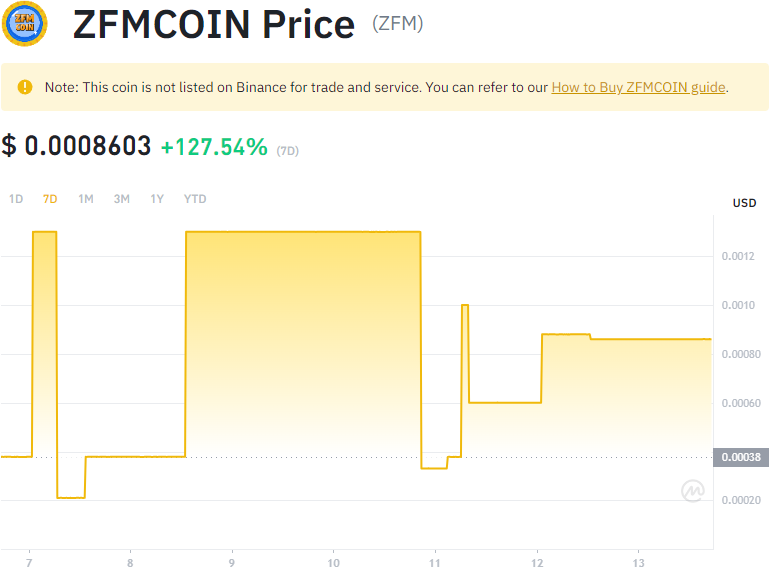 ZFM
COIN
ZFMCOIN Price (ZFM)
Note: This coin is not listed on Binance for trade and service. You can refer to our How to Buy ZFMCOIN guide.
$ 0.0008603 +127.54% (7D)
1D 7D 1M 3M 1Y YTD
USD
0.0012
0.0010
0.00080
0.00060
0.00038
0.00020
7 8 9 10 11 12 13